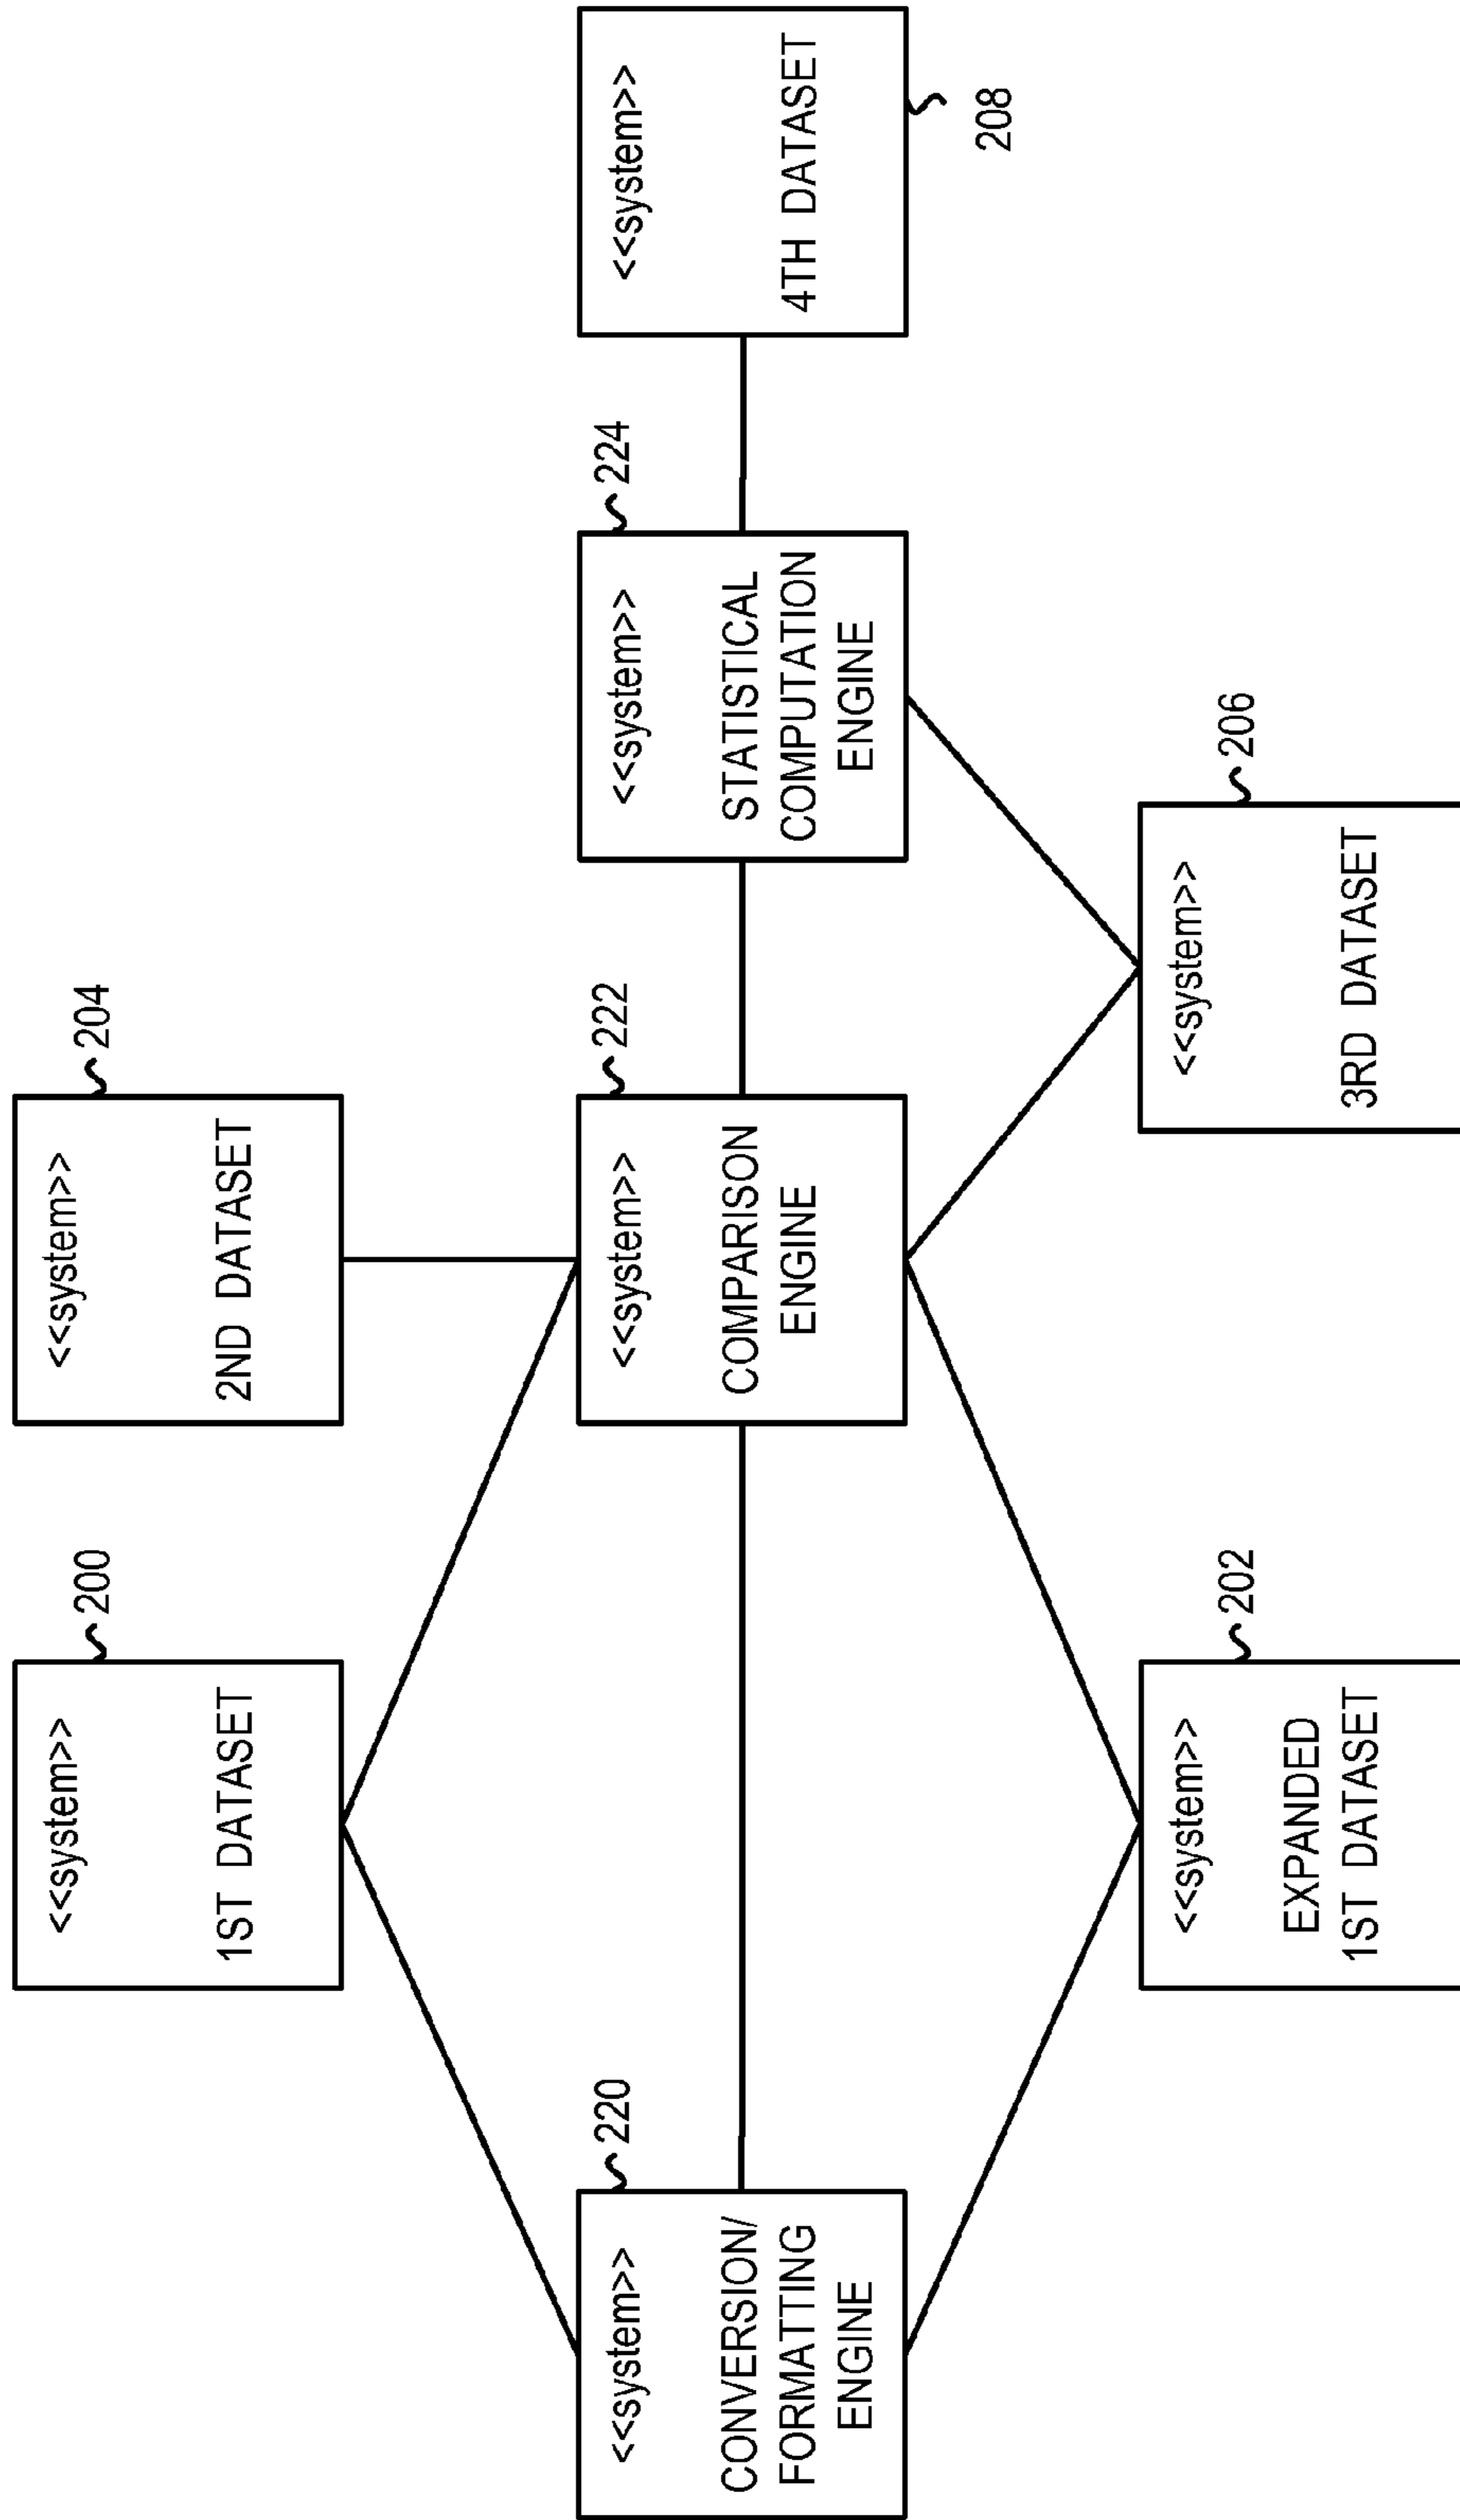 200
<<system>>
1ST DATASET
204
<<system>>
2ND DATASET
220
<<system>>
CONVERSION/
FORMATTING
ENGINE
222
<<system>>
COMPARISON
ENGINE
224
<<system>>
STATISTICAL
COMPUTATION
ENGINE
<<system>>
4TH DATASET
208
202
<<system>>
EXPANDED
1ST DATASET
206
<<system>>
3RD DATASET